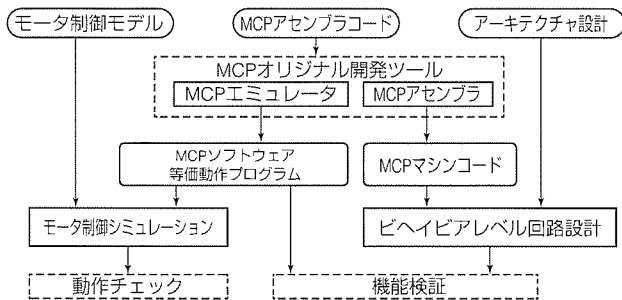 モータ制御モデル
MCPアセンブラコード
アーキテクチャ設計
MCPオリジナル開発ツール
MCPエミュレータ
MCPアセンブラ
MCPソフトウェア
等価動作プログラム
MCPマシンコード
モータ制御シミュレーション
ビヘイビアレベル回路設計
動作チェック
機能検証